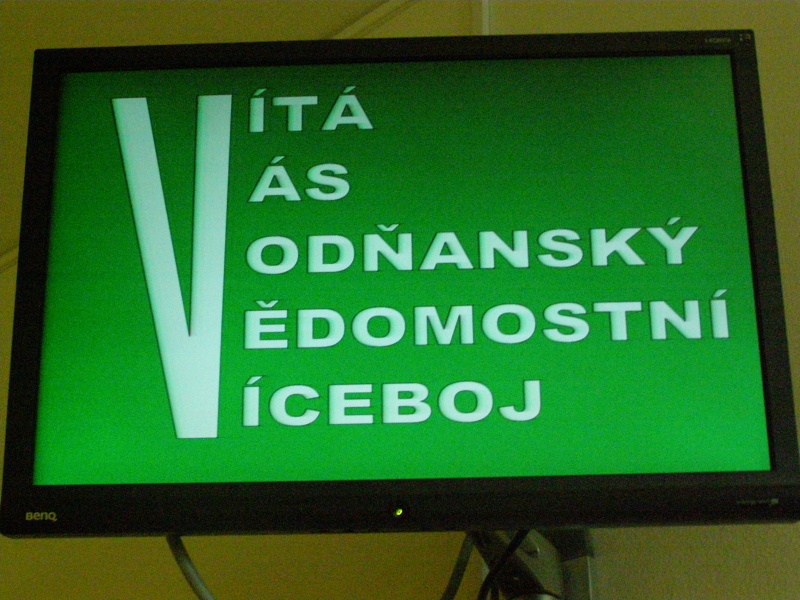 VÍTÁ
VÁS
VODŇANSKÝ
VĚDOMOSTNÍ
VÍCEBOJ
BenQ